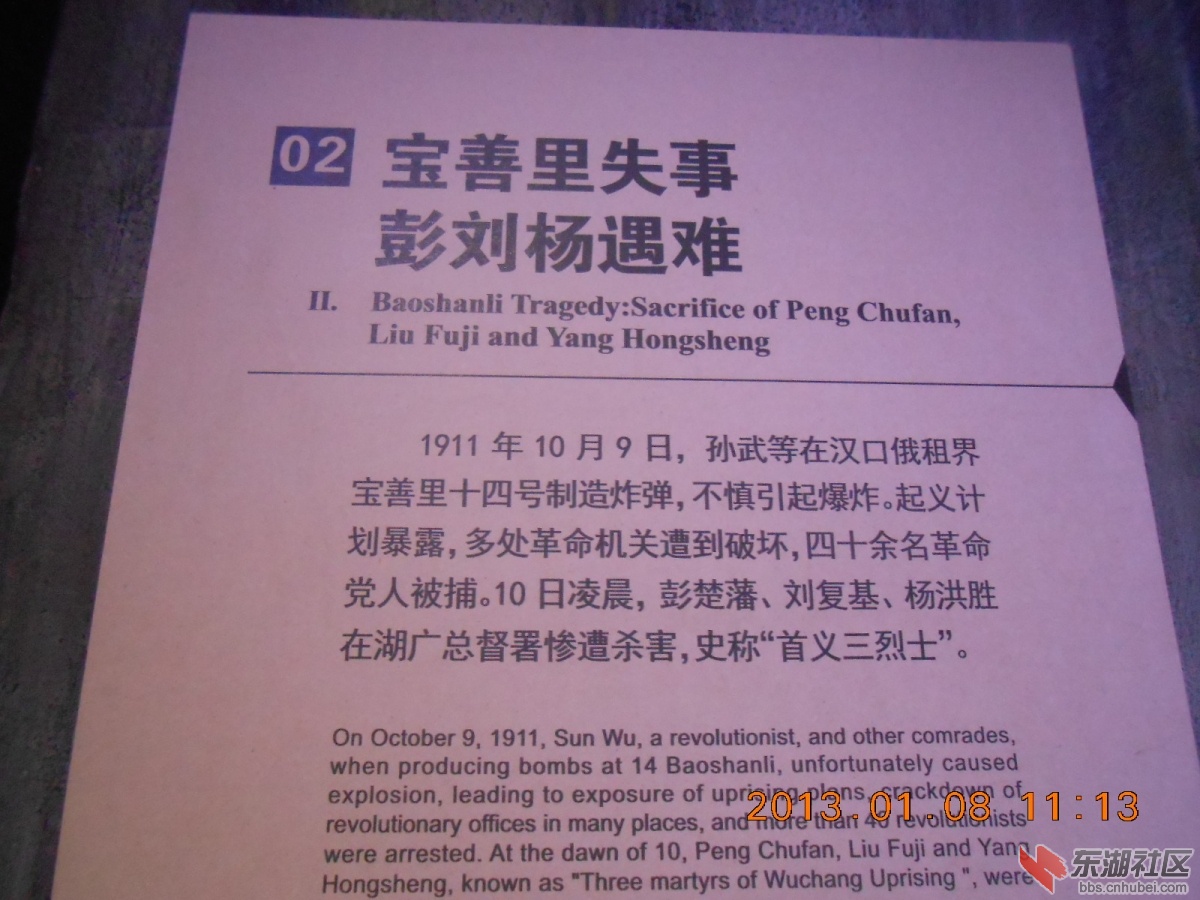 02 宝善里失事
彭刘杨遇难
II. Baoshanli Tragedy:Sacrifice of Peng Chufan,
Liu Fuji and Yang Hongsheng
1911 年 10 月 9 日，孙武等在汉口俄租界
宝善里十四号制造炸弹，不慎引起爆炸。起义计
划暴露，多处革命机关遭到破坏，四十余名革命
党人被捕。10 日凌晨，彭楚藩、刘复基、杨洪胜
在湖广总督署惨遭杀害，史称“首义三烈士”。
On October 9, 1911, Sun Wu, a revolutionist, and other comrades,
when producing bombs at 14 Baoshanli, unfortunately caused
explosion, leading to exposure of uprising plans, crackdown of
revolutionary offices in many places, and more than 40 revolutionists
were arrested. At the dawn of 10, Peng Chufan, Liu Fuji and Yang
Hongsheng, known as "Three martyrs of Wuchang Uprising ", were
2013.01.08 11:13
东湖社区
bbs.cnhubei.com